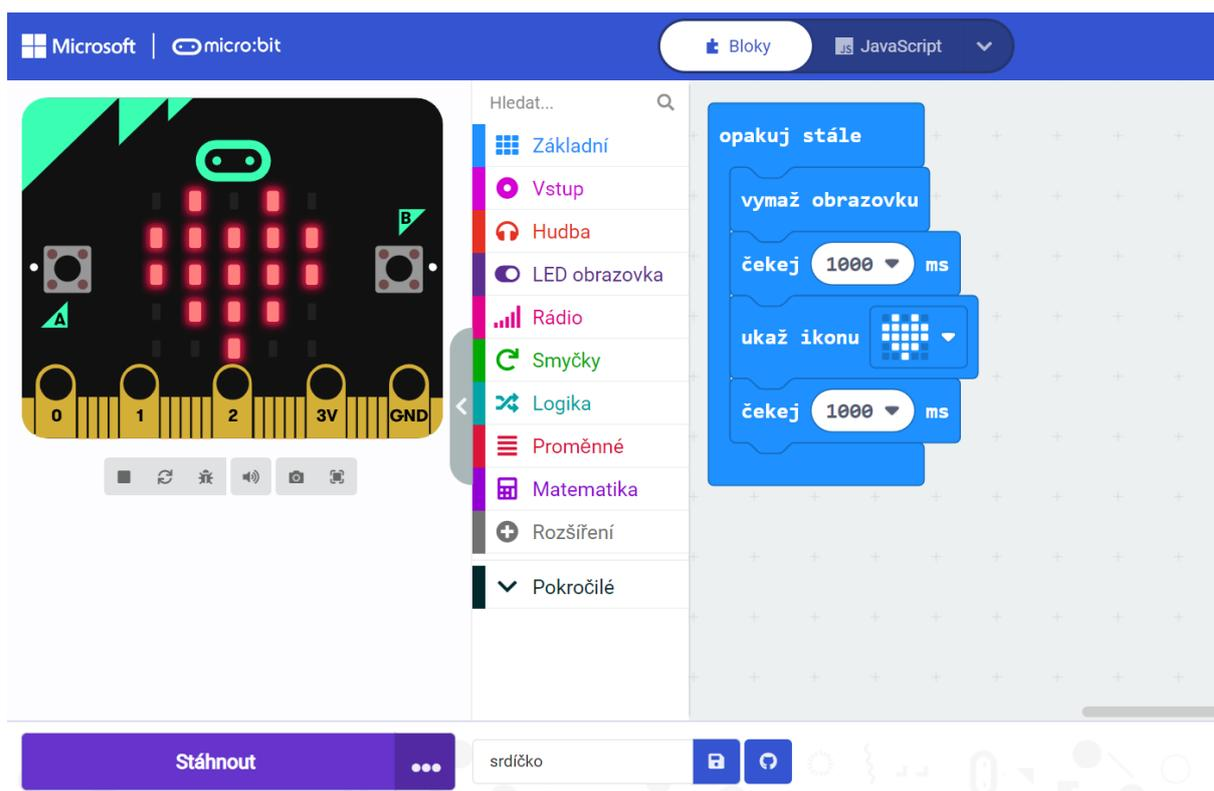 Microsoft micro:bit
Bloky
JS JavaScript
B
A
0 1 2 3V GND
Hledat...
Základní
Vstup
Hudba
LED obrazovka
Rádio
Smyčky
Logika
Proměnné
Matematika
Rozšíření
Pokročilé
opakuj stále
vymaž obrazovku
čekej 1000 ms
ukaž ikonu
čekej 1000 ms
Stáhnout
srdíčko